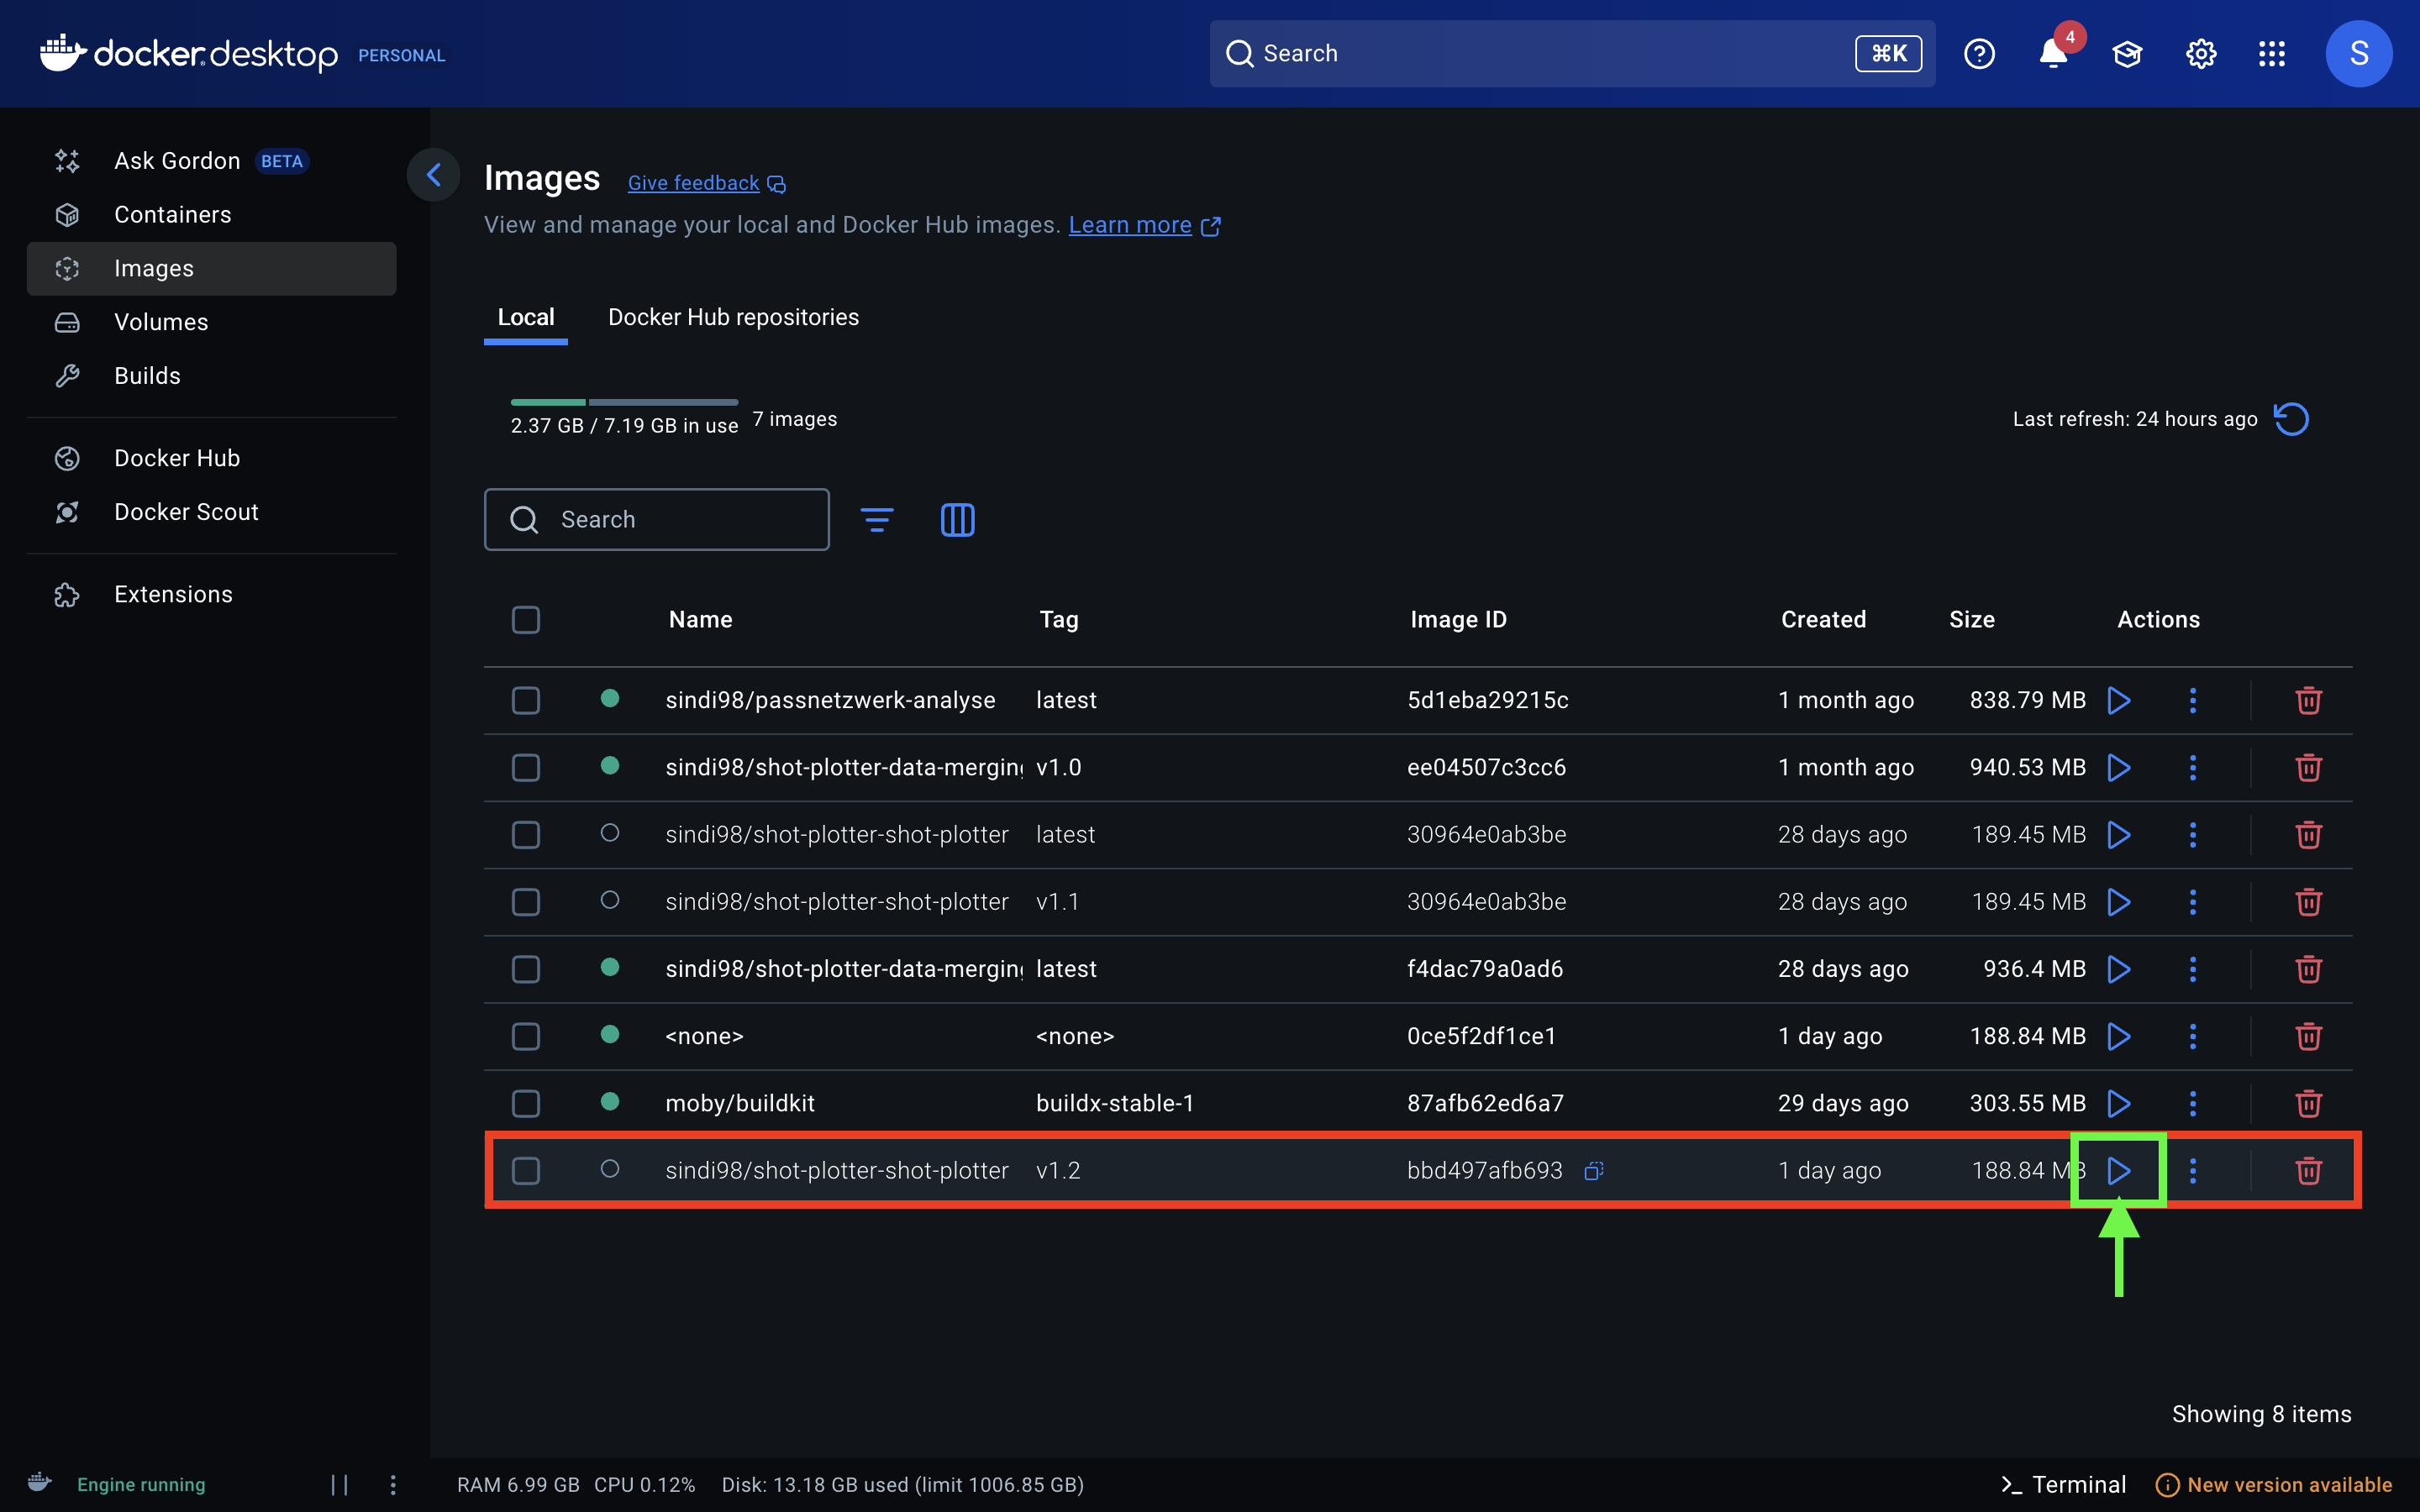 docker.desktop PERSONAL
Search ⌘K 4 S
Ask Gordon BETA
Containers
Images
Volumes
Builds
Docker Hub
Docker Scout
Extensions
Images Give feedback
View and manage your local and Docker Hub images. Learn more
Local Docker Hub repositories
2.37 GB / 7.19 GB in use 7 images Last refresh: 24 hours ago
Search
Name Tag Image ID Created Size Actions
sindi98/passnetzwerk-analyse latest 5d1eba29215c 1 month ago 838.79 MB
sindi98/shot-plotter-data-merging v1.0 ee04507c3cc6 1 month ago 940.53 MB
sindi98/shot-plotter-shot-plotter latest 30964e0ab3be 28 days ago 189.45 MB
sindi98/shot-plotter-shot-plotter v1.1 30964e0ab3be 28 days ago 189.45 MB
sindi98/shot-plotter-data-merging latest f4dac79a0ad6 28 days ago 936.4 MB
<none> <none> 0ce5f2df1ce1 1 day ago 188.84 MB
moby/buildkit buildx-stable-1 87afb62ed6a7 29 days ago 303.55 MB
sindi98/shot-plotter-shot-plotter v1.2 bbd497afb693 1 day ago 188.84 MB
Showing 8 items
Engine running RAM 6.99 GB CPU 0.12% Disk: 13.18 GB used (limit 1006.85 GB) >_ Terminal New version available